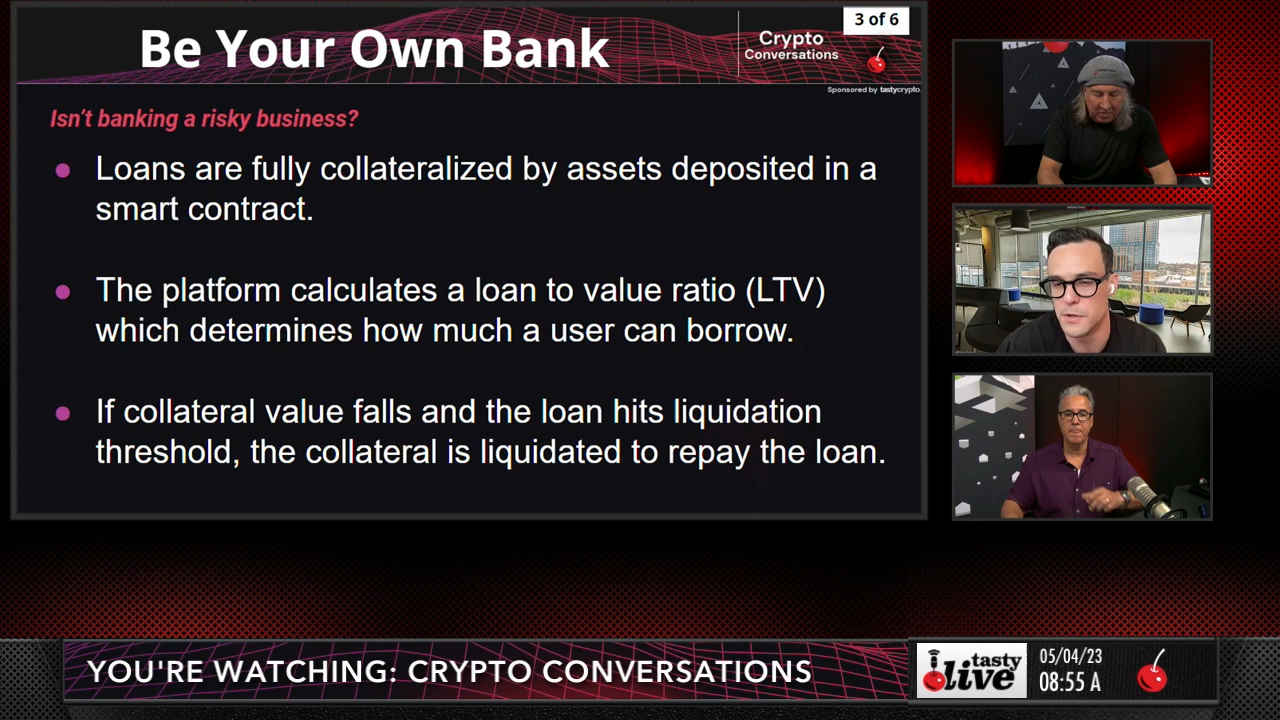 Be Your Own Bank
Crypto
Conversations
3 of 6
Sponsored by tastycrypto
Isn't banking a risky business?
Loans are fully collateralized by assets deposited in a
smart contract.
The platform calculates a loan to value ratio (LTV)
which determines how much a user can borrow.
If collateral value falls and the loan hits liquidation
threshold, the collateral is liquidated to repay the loan.
YOU'RE WATCHING: CRYPTO CONVERSATIONS
tasty
live
05/04/23
08:55 A